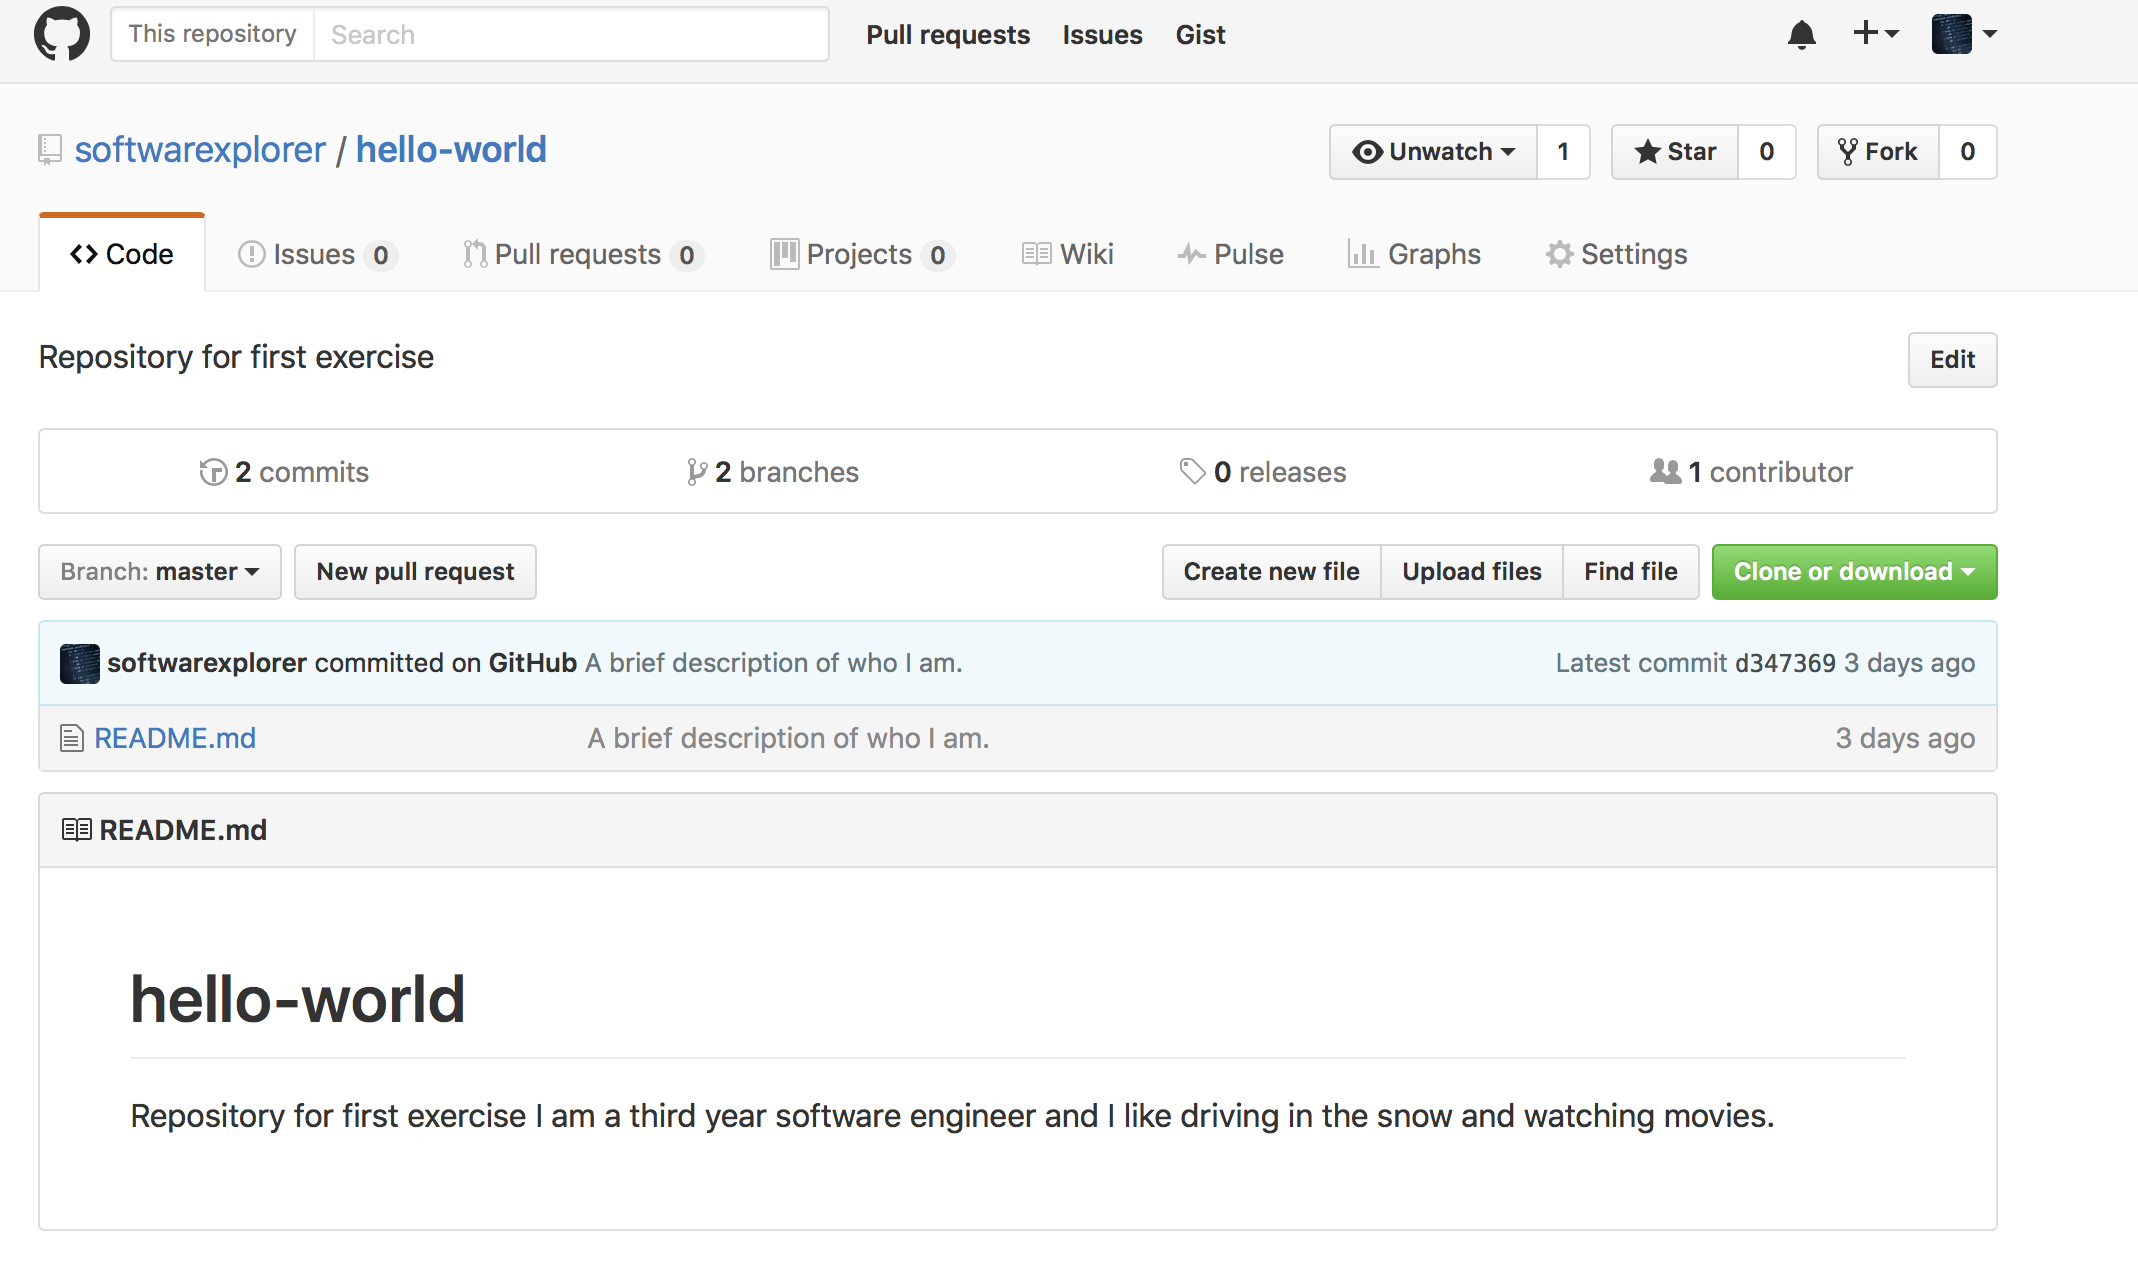 This repository Search Pull requests Issues Gist
softwarexplorer / hello-world Unwatch 1 Star 0 Fork 0
Code Issues 0 Pull requests 0 Projects 0 Wiki Pulse Graphs Settings
Repository for first exercise Edit
2 commits 2 branches 0 releases 1 contributor
Branch: master New pull request Create new file Upload files Find file Clone or download
softwarexplorer committed on GitHub A brief description of who I am. Latest commit d347369 3 days ago
README.md A brief description of who I am. 3 days ago
README.md
hello-world
Repository for first exercise I am a third year software engineer and I like driving in the snow and watching movies.